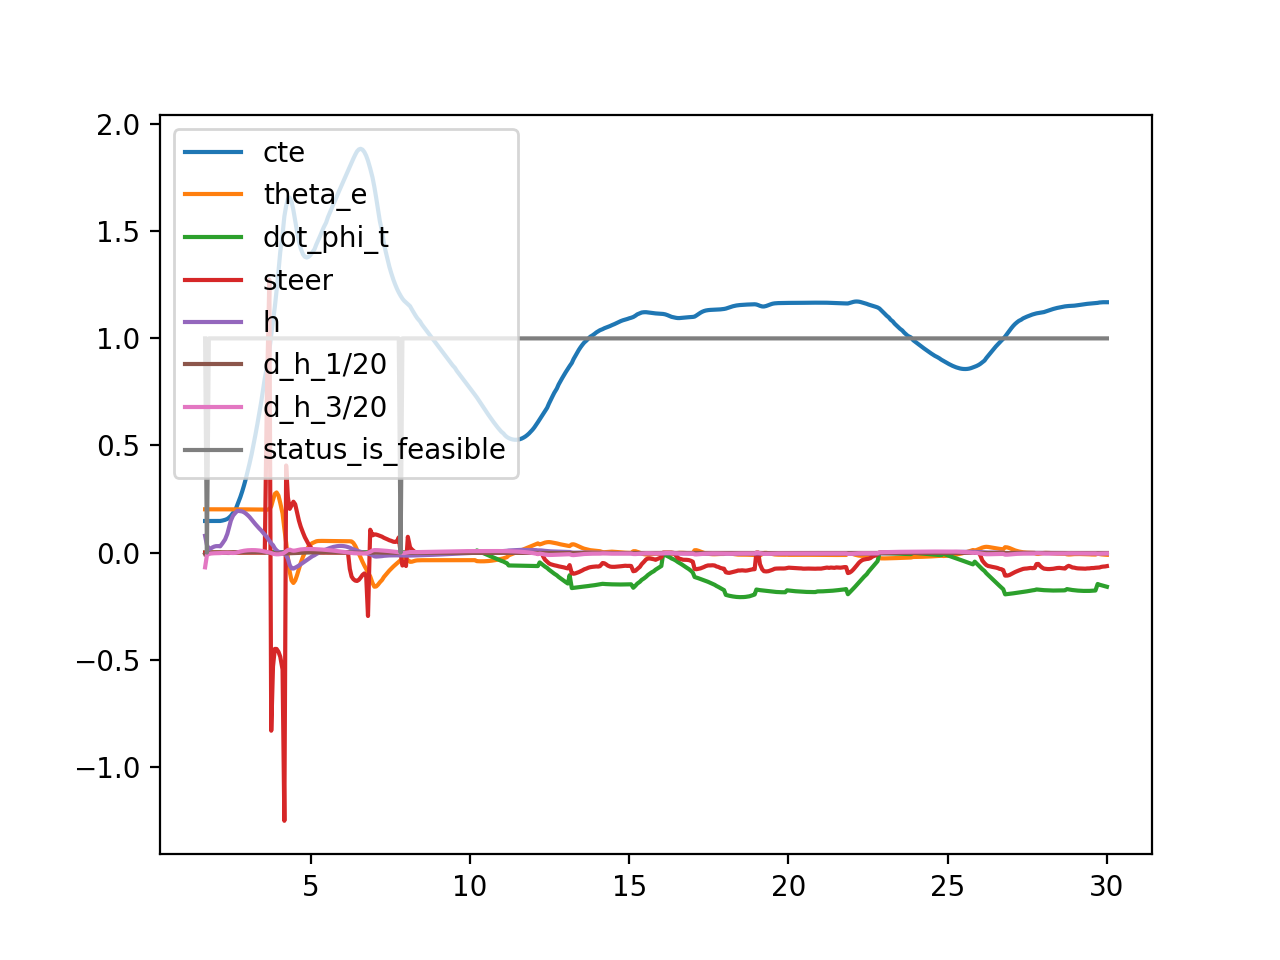 2.0
1.5
1.0
0.5
0.0
−0.5
−1.0
cte
theta_e
dot_phi_t
steer
h
d_h_1/20
d_h_3/20
status_is_feasible
5 10 15 20 25 30